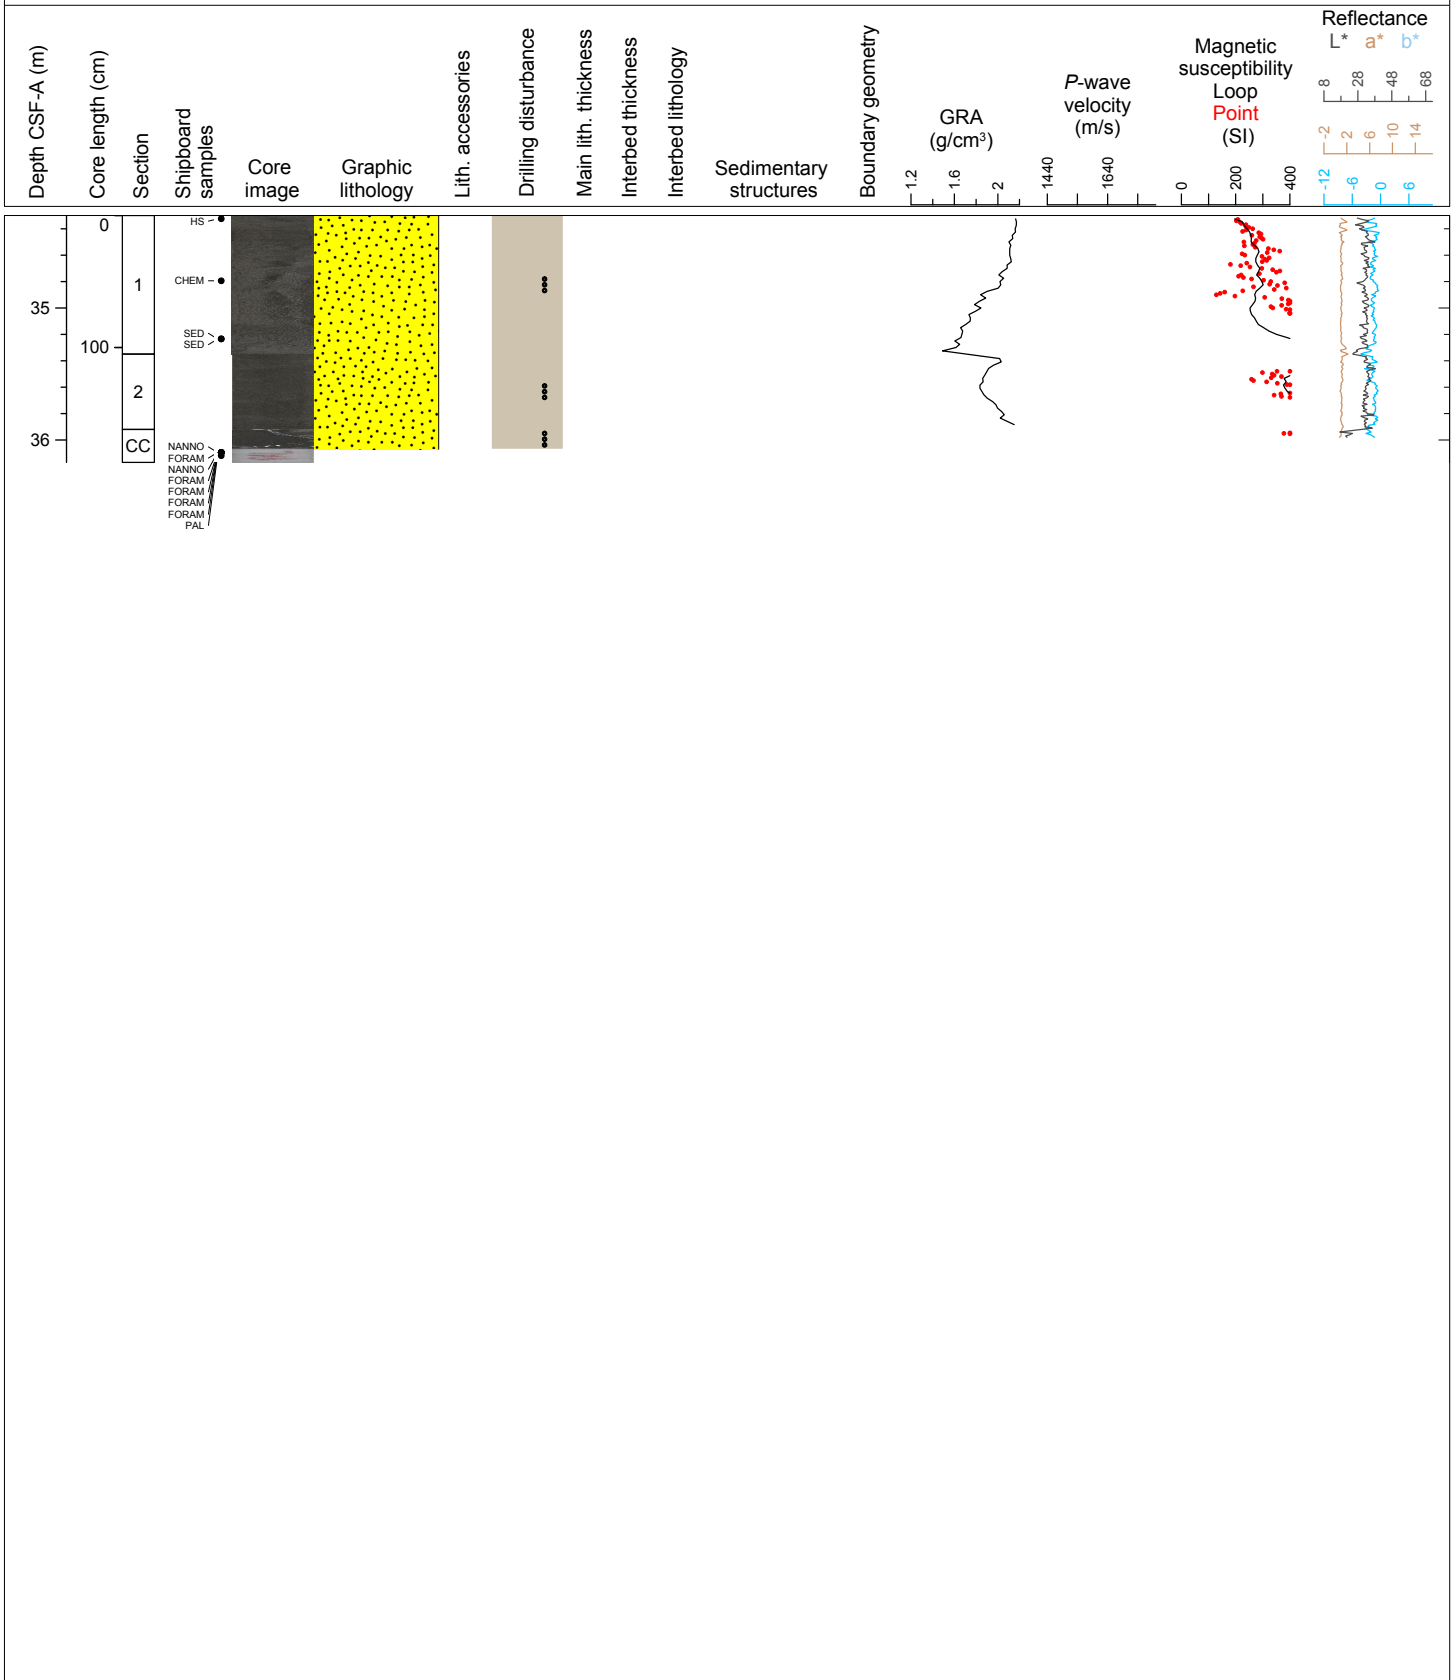 Depth CSF-A (m)
Core length (cm)
Section
Shipboard
samples
Core
image
Graphic
lithology
Lith. accessories
Drilling disturbance
Main lith. thickness
Interbed thickness
Interbed lithology
Sedimentary
structures
Boundary geometry
GRA
(g/cm³)
1.2 1.6 2
P-wave
velocity
(m/s)
1440 1640
Magnetic
susceptibility
Loop
Point
(SI)
0 200 400
Reflectance
L* a* b*
8 28 48 68
-2 2 6 10 14
-12 -6 0 6
0
HS
1
CHEM
35
SED
SED
100
2
36
CC
NANNO
FORAM
NANNO
FORAM
FORAM
FORAM
FORAM
PAL